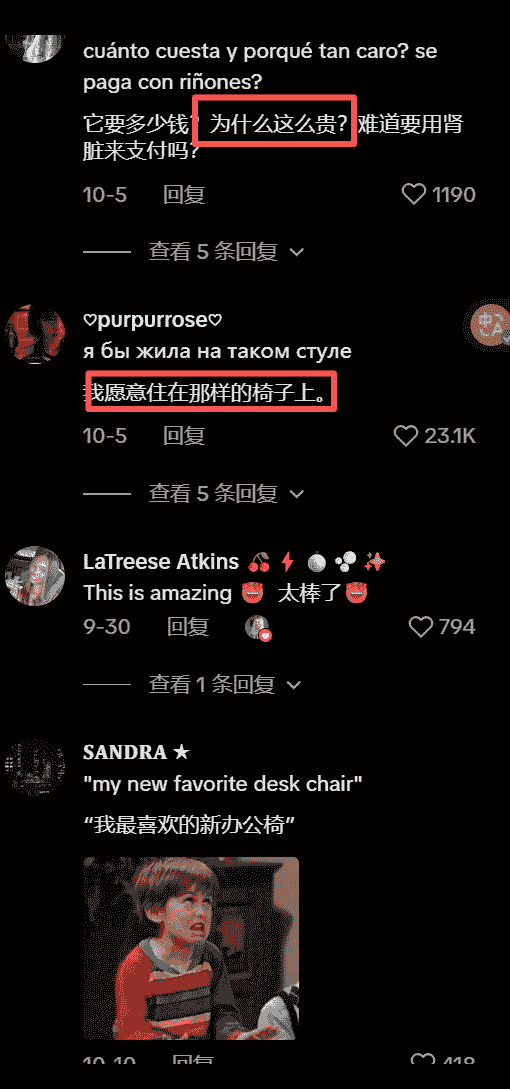 cuánto cuesta y porqué tan caro? se
paga con riñones?
它要多少钱? 为什么这么贵? 难道要用肾
脏来支付吗?
10-5 回复 1190
查看 5 条回复
♡purpurrose♡
я бы жила на таком стуле
我愿意住在那样的椅子上。
10-5 回复 23.1K
查看 5 条回复
LaTreese Atkins 🍒⚡🪩🫧✨
This is amazing 👹 太棒了👹
9-30 回复 794
查看 1 条回复
SANDRA ★
"my new favorite desk chair"
“我最喜欢的新办公椅”
10-10 回复 418